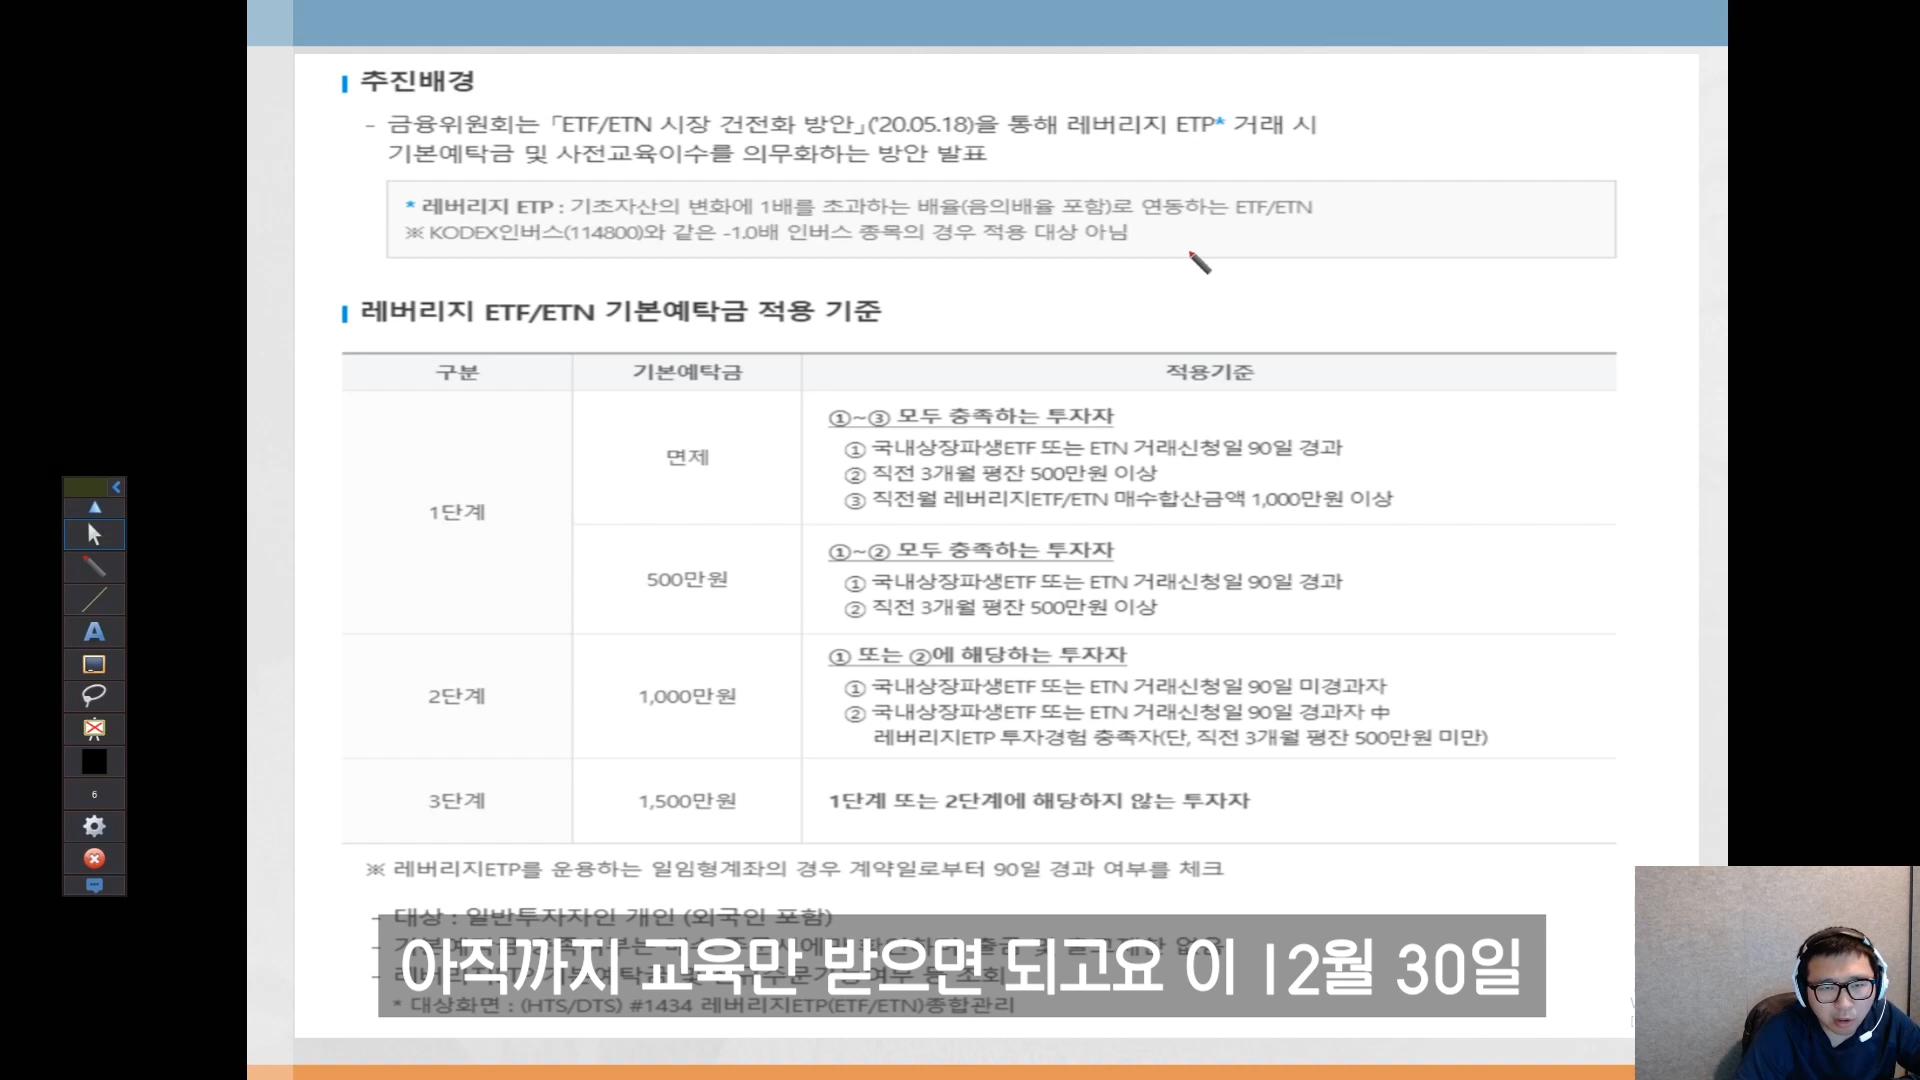 추진배경
- 금융위원회는 「ETF/ETN 시장 건전화 방안」('20.05.18)을 통해 레버리지 ETP* 거래 시
기본예탁금 및 사전교육이수를 의무화하는 방안 발표
* 레버리지 ETP : 기초자산의 변화에 1배를 초과하는 배율(음의배율 포함)로 연동하는 ETF/ETN
※ KODEX인버스(114800)와 같은 -1.0배 인버스 종목의 경우 적용 대상 아님
레버리지 ETF/ETN 기본예탁금 적용 기준
구분 기본예탁금 적용기준
1단계
면제
①~③ 모두 충족하는 투자자
① 국내상장파생ETF 또는 ETN 거래신청일 90일 경과
② 직전 3개월 평잔 500만원 이상
③ 직전월 레버리지ETF/ETN 매수합산금액 1,000만원 이상
500만원
①~② 모두 충족하는 투자자
① 국내상장파생ETF 또는 ETN 거래신청일 90일 경과
② 직전 3개월 평잔 500만원 이상
2단계
1,000만원
① 또는 ②에 해당하는 투자자
① 국내상장파생ETF 또는 ETN 거래신청일 90일 미경과자
② 국내상장파생ETF 또는 ETN 거래신청일 90일 경과자 中
레버리지ETP 투자경험 충족자(단, 직전 3개월 평잔 500만원 미만)
3단계 1,500만원 1단계 또는 2단계에 해당하지 않는 투자자
※ 레버리지ETP를 운용하는 일임형계좌의 경우 계약일로부터 90일 경과 여부를 체크
- 대상 : 일반투자자인 개인 (외국인 포함)
아직까지 교육만 받으면 되고요 이 12월 30일
* 대상화면 : (HTS/DTS) #1434 레버리지ETP(ETF/ETN)종합관리
6